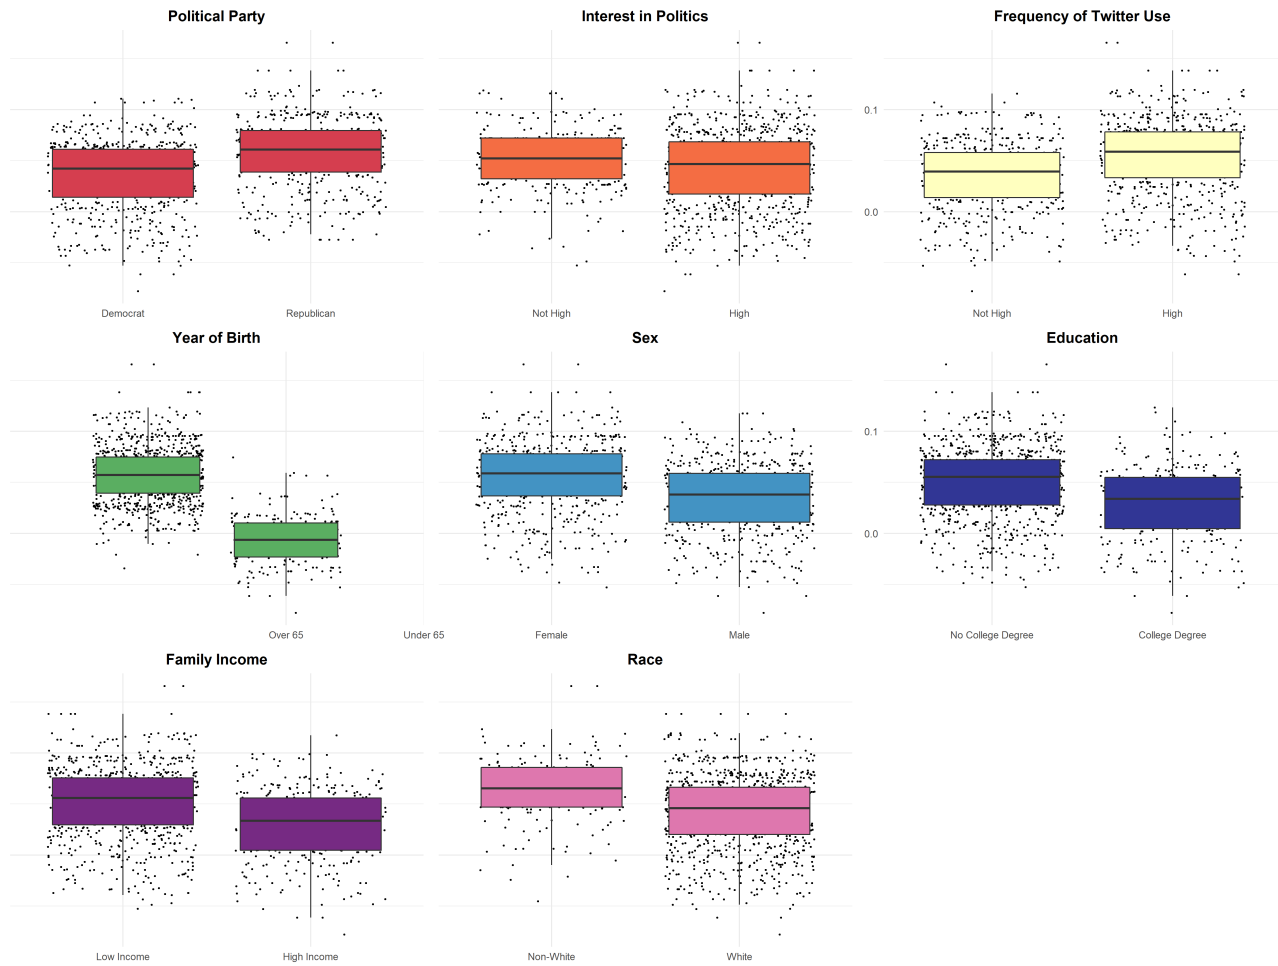 Political Party
Interest in Politics
Frequency of Twitter Use
0.1
0.0
Democrat
Republican
Not High
High
Not High
High
Year of Birth
Sex
Education
0.1
0.0
Over 65
Under 65
Female
Male
No College Degree
College Degree
Family Income
Race
Low Income
High Income
Non-White
White